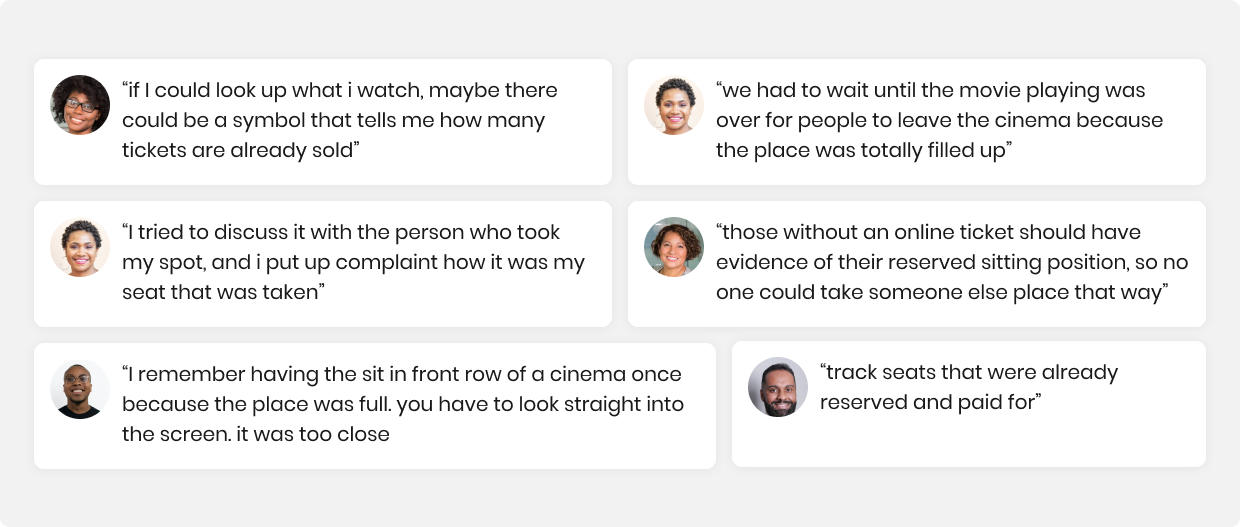 “if I could look up what i watch, maybe there
could be a symbol that tells me how many
tickets are already sold”
“we had to wait until the movie playing was
over for people to leave the cinema because
the place was totally filled up”
“I tried to discuss it with the person who took
my spot, and i put up complaint how it was my
seat that was taken”
“those without an online ticket should have
evidence of their reserved sitting position, so no
one could take someone else place that way”
“I remember having the sit in front row of a cinema once
because the place was full. you have to look straight into
the screen. it was too close
“track seats that were already
reserved and paid for”